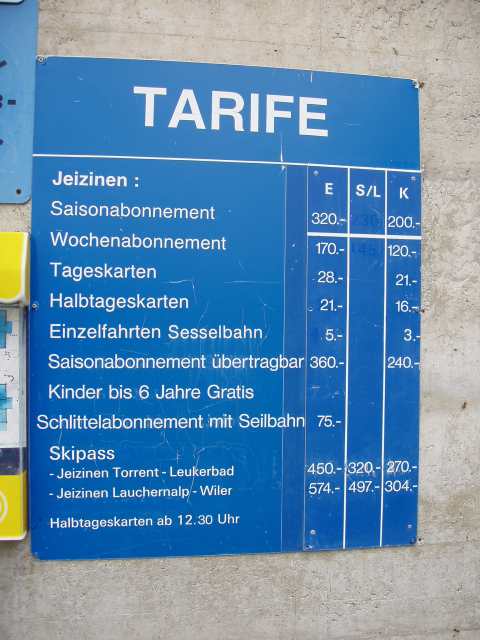 TARIFE
Jeizinen : E S/L K
Saisonabonnement 320.- 200.-
Wochenabonnement 170.- 120.-
Tageskarten 28.- 21.-
Halbtageskarten 21.- 16.-
Einzelfahrten Sesselbahn 5.- 3.-
Saisonabonnement übertragbar 360.- 240.-
Kinder bis 6 Jahre Gratis
Schlittelabonnement mit Seilbahn 75.-
Skipass
- Jeizinen Torrent - Leukerbad 450.- 320.- 270.-
- Jeizinen Lauchernalp - Wiler 574.- 497.- 304.-
Halbtageskarten ab 12.30 Uhr